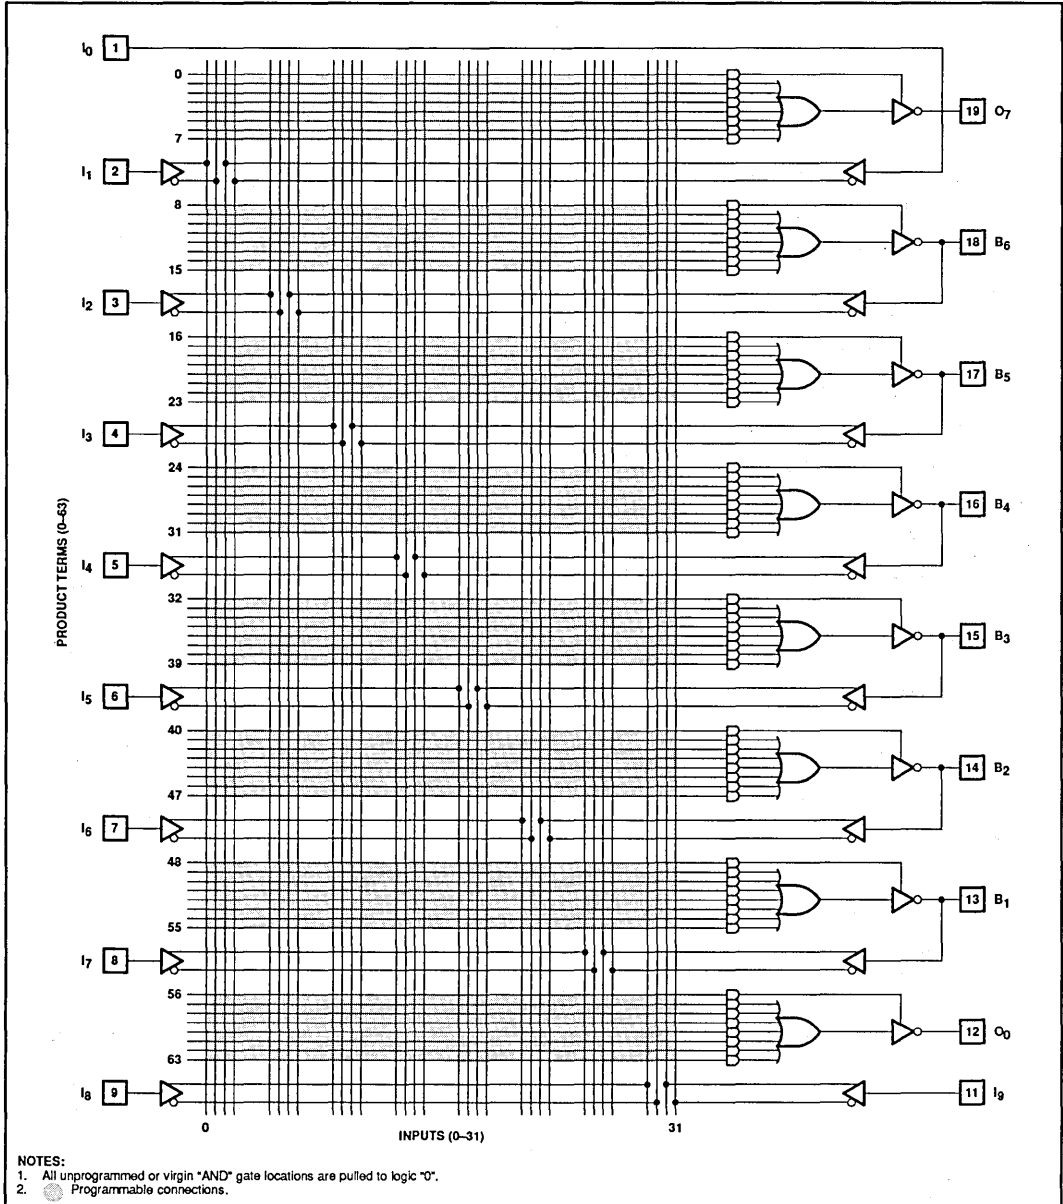 I0 1
0
19 O7
7
I1 2
8
18 B6
15
I2 3
16
17 B5
23
I3 4
24
16 B4
31
I4 5
PRODUCT TERMS (0–63)
32
15 B3
39
I5 6
40
14 B2
47
I6 7
48
13 B1
55
I7 8
56
12 O0
63
I8 9
11 I9
0 31
INPUTS (0–31)
NOTES:
1. All unprogrammed or virgin "AND" gate locations are pulled to logic "0".
2. Programmable connections.